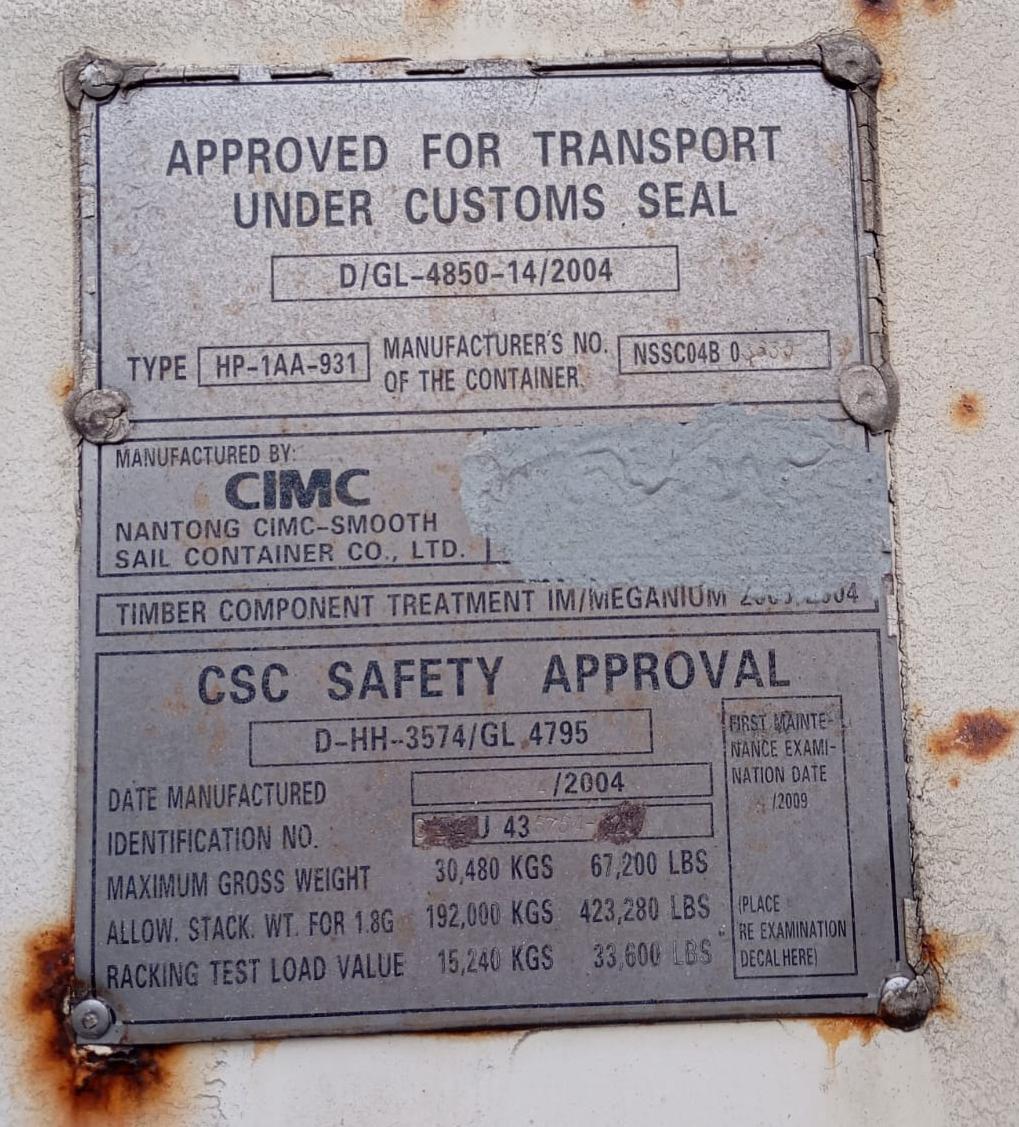 APPROVED FOR TRANSPORT
UNDER CUSTOMS SEAL
D/GL-4850-14/2004
TYPE HP-1AA-931
MANUFACTURER'S NO.
OF THE CONTAINER.
NSSC04B 0
MANUFACTURED BY:
CIMC
NANTONG CIMC-SMOOTH
SAIL CONTAINER CO., LTD.
TIMBER COMPONENT TREATMENT IM/MEGANIUM
CSC SAFETY APPROVAL
D-HH-3574/GL 4795
DATE MANUFACTURED /2004
IDENTIFICATION NO. U 43
MAXIMUM GROSS WEIGHT 30,480 KGS 67,200 LBS
ALLOW. STACK. WT. FOR 1.8G 192,000 KGS 423,280 LBS
RACKING TEST LOAD VALUE 15,240 KGS 33,600 LBS
FIRST MAINTE-
NANCE EXAMI-
NATION DATE
/2009
(PLACE
RE EXAMINATION
DECAL HERE)